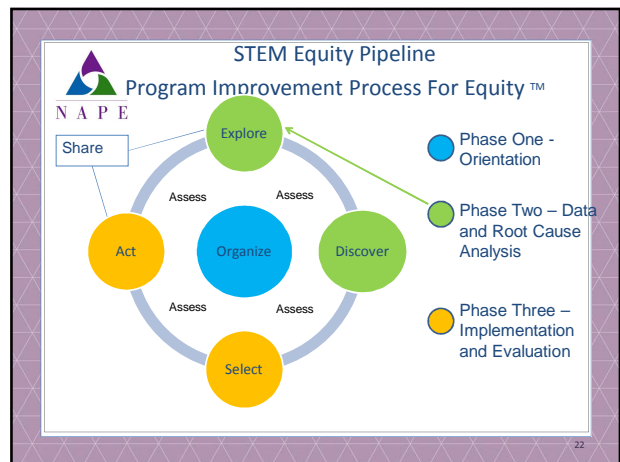 STEM Equity Pipeline
Program Improvement Process For Equity ™
N A P E
Share
Explore
Assess
Assess
Act
Organize
Discover
Assess
Assess
Select
Phase One -
Orientation
Phase Two – Data
and Root Cause
Analysis
Phase Three –
Implementation
and Evaluation
22